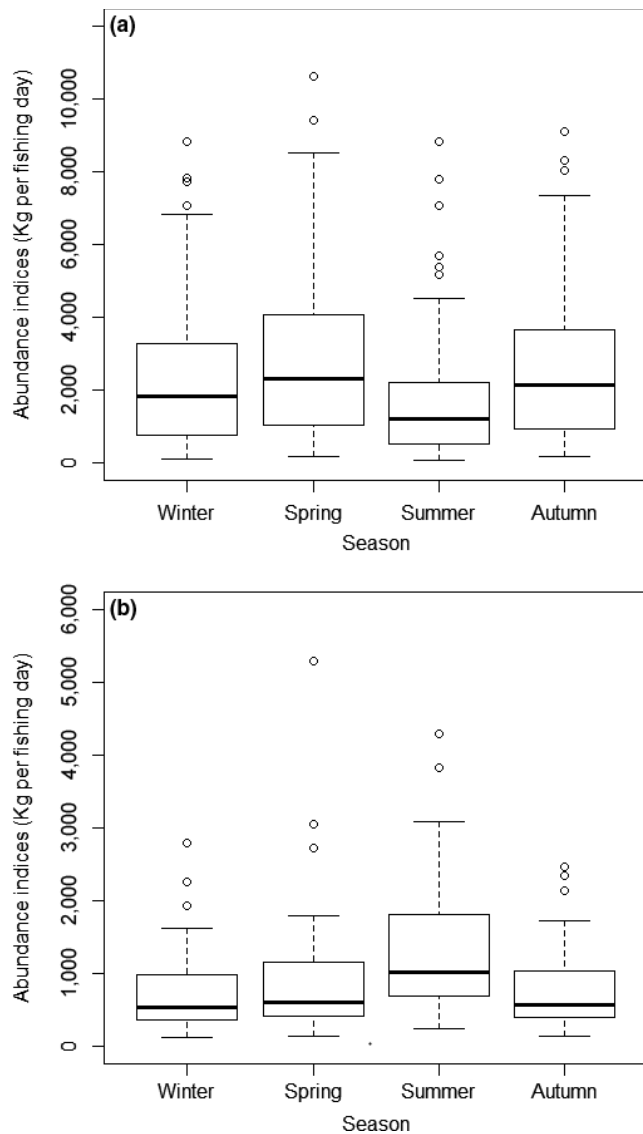 (a)
Abundance indices (Kg per fishing day)
10,000
8,000
6,000
4,000
2,000
0
Winter Spring Summer Autumn
Season
(b)
Abundance indices (Kg per fishing day)
6,000
5,000
4,000
3,000
2,000
1,000
0
Winter Spring Summer Autumn
Season